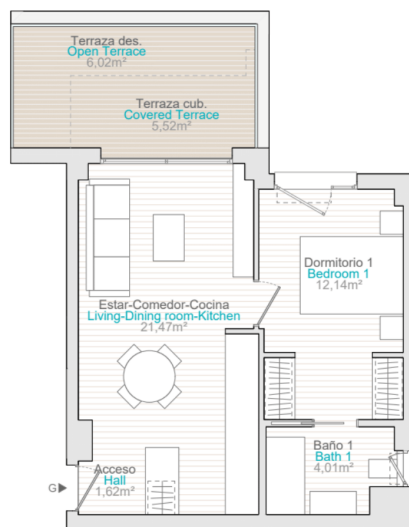 Terraza des.
Open Terrace
6,02m²
Terraza cub.
Covered Terrace
5,52m²
Dormitorio 1
Bedroom 1
12,14m²
Estar-Comedor-Cocina
Living-Dining room-Kitchen
21,47m²
Baño 1
Bath 1
4,01m²
Acceso
Hall
1,62m²
G